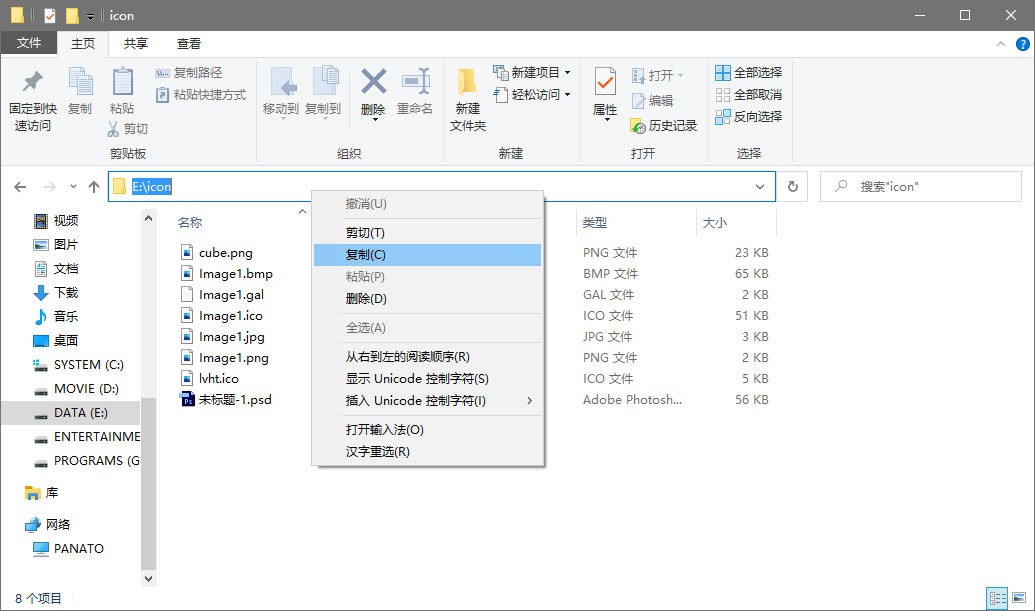 icon
文件 主页 共享 查看
固定到快速访问
复制
粘贴
复制路径
粘贴快捷方式
剪切
剪贴板
移动到
复制到
删除
重命名
组织
新建
文件夹
新建项目
轻松访问
新建
属性
打开
编辑
历史记录
打开
全部选择
全部取消
反向选择
选择
E:\icon
搜索"icon"
视频
图片
文档
下载
音乐
桌面
SYSTEM (C:)
MOVIE (D:)
DATA (E:)
ENTERTAINME
PROGRAMS (G
库
网络
PANATO
名称 类型 大小
cube.png PNG 文件 23 KB
Image1.bmp BMP 文件 65 KB
Image1.gal GAL 文件 2 KB
Image1.ico ICO 文件 51 KB
Image1.jpg JPG 文件 3 KB
Image1.png PNG 文件 2 KB
lvht.ico ICO 文件 5 KB
未标题-1.psd Adobe Photosh... 56 KB
撤消(U)
剪切(T)
复制(C)
粘贴(P)
删除(D)
全选(A)
从右到左的阅读顺序(R)
显示 Unicode 控制字符(S)
插入 Unicode 控制字符(I)
打开输入法(O)
汉字重选(R)
8 个项目